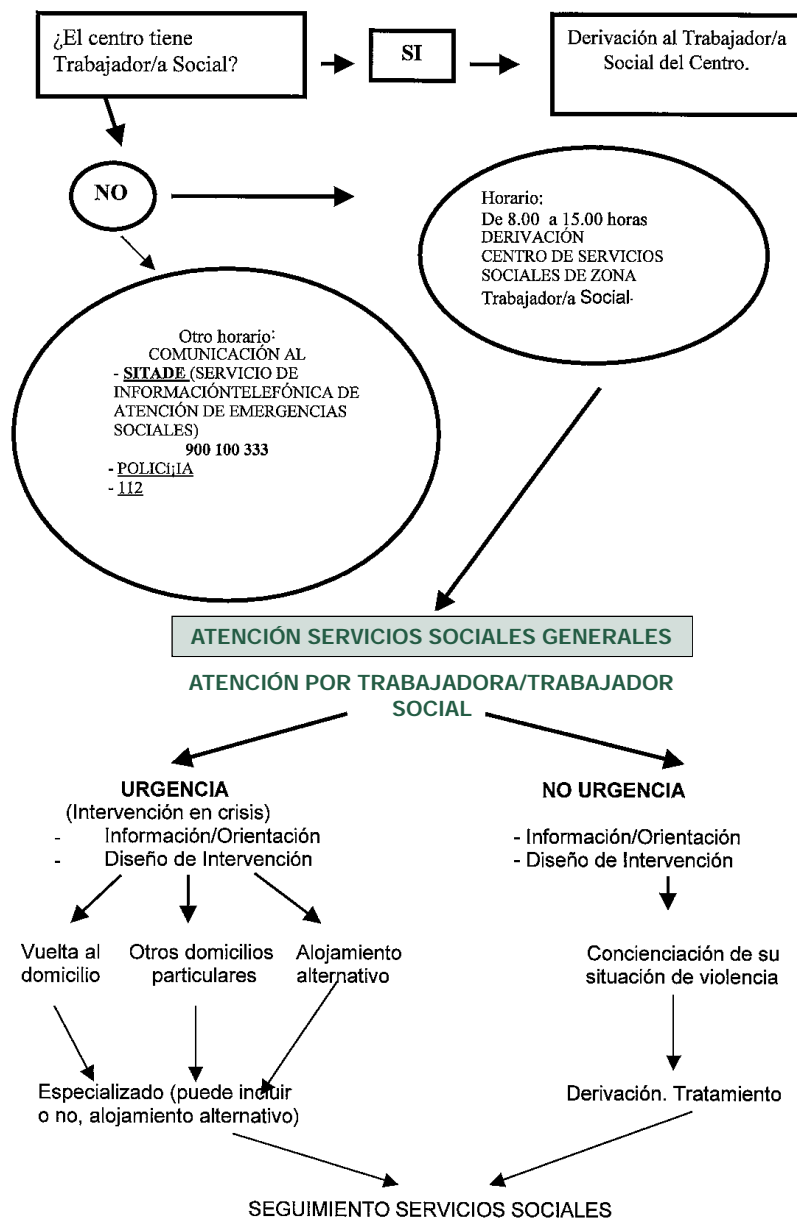 ¿El centro tiene
Trabajador/a Social?
SI
Derivación al Trabajador/a
Social del Centro.
NO
Horario:
De 8.00 a 15.00 horas
DERIVACIÓN
CENTRO DE SERVICIOS
SOCIALES DE ZONA
Trabajador/a Social.
Otro horario:
COMUNICACIÓN AL
- SITADE (SERVICIO DE
INFORMACIÓNTELEFÓNICA DE
ATENCIÓN DE EMERGENCIAS
SOCIALES)
900 100 333
- POLICí¡IA
- 112
ATENCIÓN SERVICIOS SOCIALES GENERALES
ATENCIÓN POR TRABAJADORA/TRABAJADOR
SOCIAL
URGENCIA
(Intervención en crisis)
- Información/Orientación
- Diseño de Intervención
NO URGENCIA
- Información/Orientación
- Diseño de Intervención
Vuelta al
domicilio
Otros domicilios
particulares
Alojamiento
alternativo
Concienciación de su
situación de violencia
Especializado (puede incluir
o no, alojamiento alternativo)
Derivación. Tratamiento
SEGUIMIENTO SERVICIOS SOCIALES